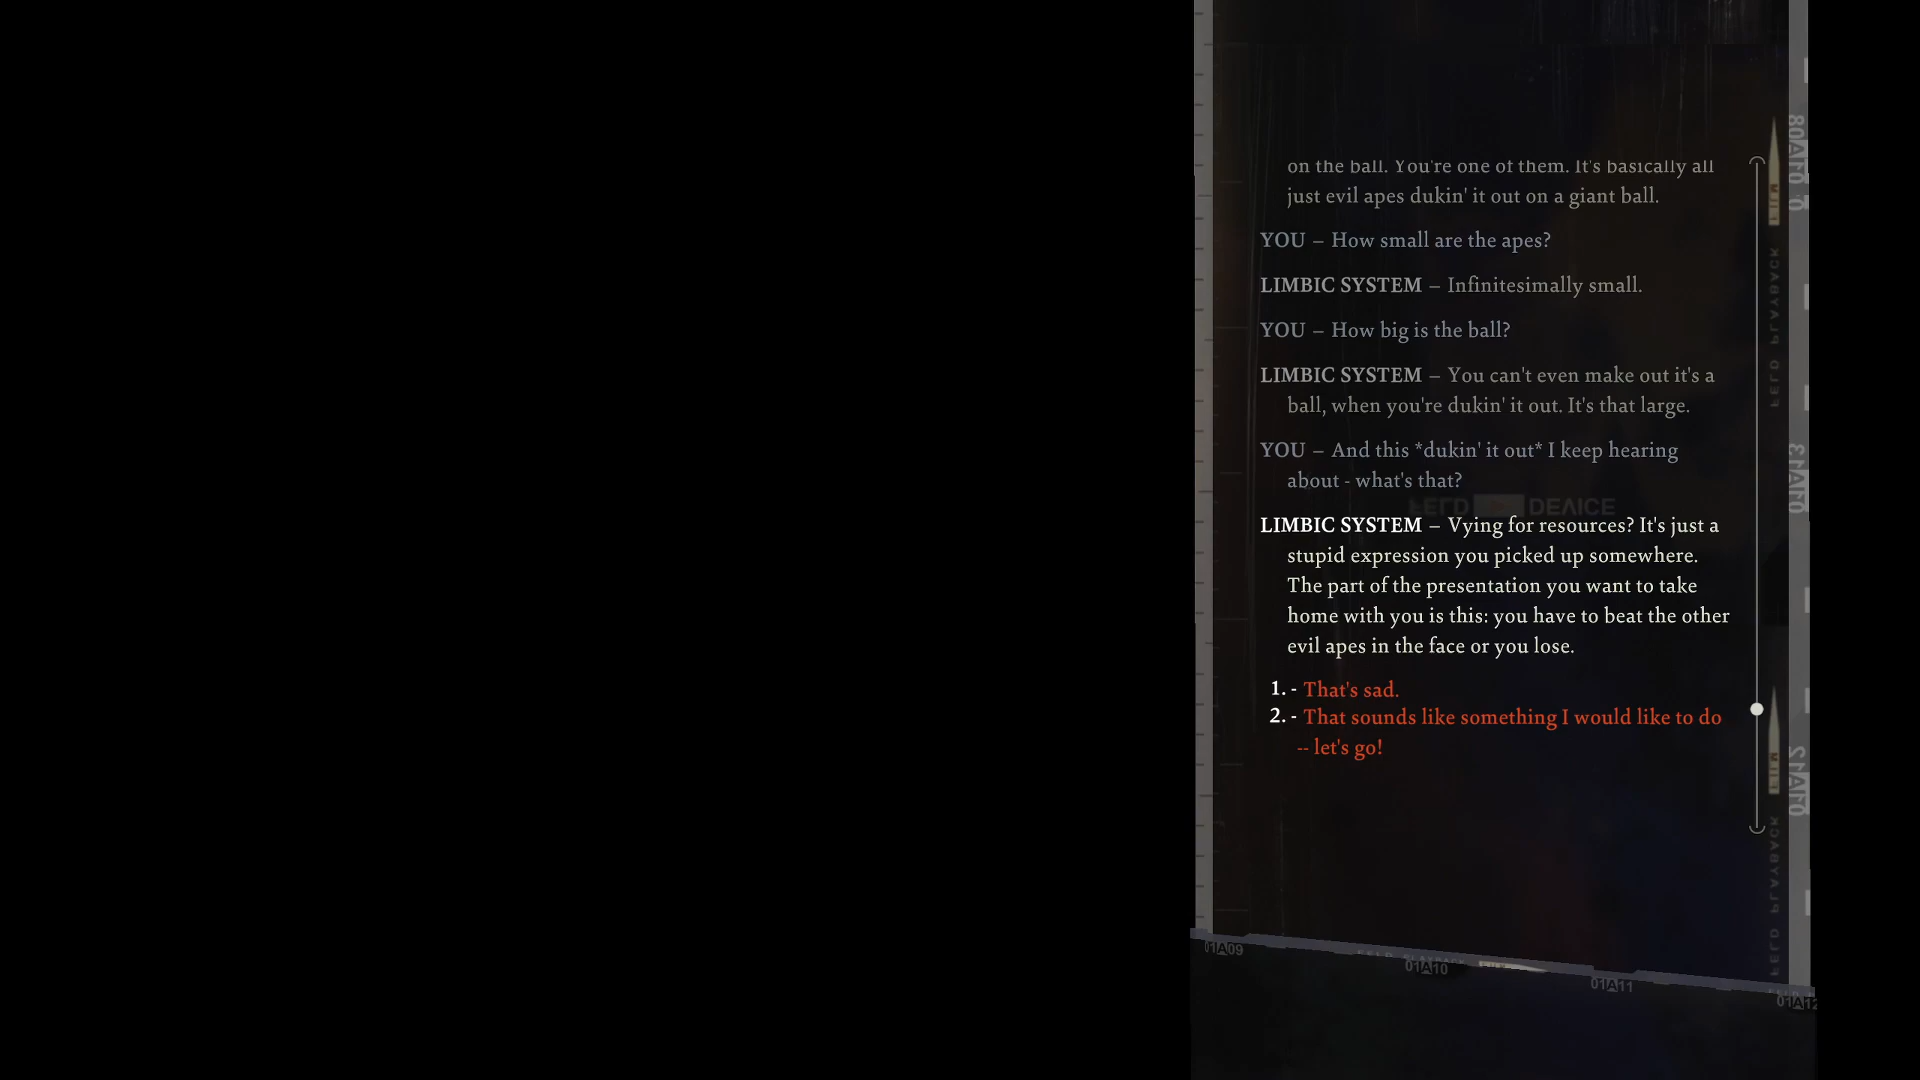 on the ball. You're one of them. It's basically all
just evil apes dukin' it out on a giant ball.
YOU – How small are the apes?
LIMBIC SYSTEM – Infinitesimally small.
YOU – How big is the ball?
LIMBIC SYSTEM – You can't even make out it's a
ball, when you're dukin' it out. It's that large.
YOU – And this *dukin' it out* I keep hearing
about - what's that?
LIMBIC SYSTEM – Vying for resources? It's just a
stupid expression you picked up somewhere.
The part of the presentation you want to take
home with you is this: you have to beat the other
evil apes in the face or you lose.
1. - That's sad.
2. - That sounds like something I would like to do
-- let's go!
FELD PLAYBACK
FELD PLAYBACK
01A09
01A10
01A11
01A12